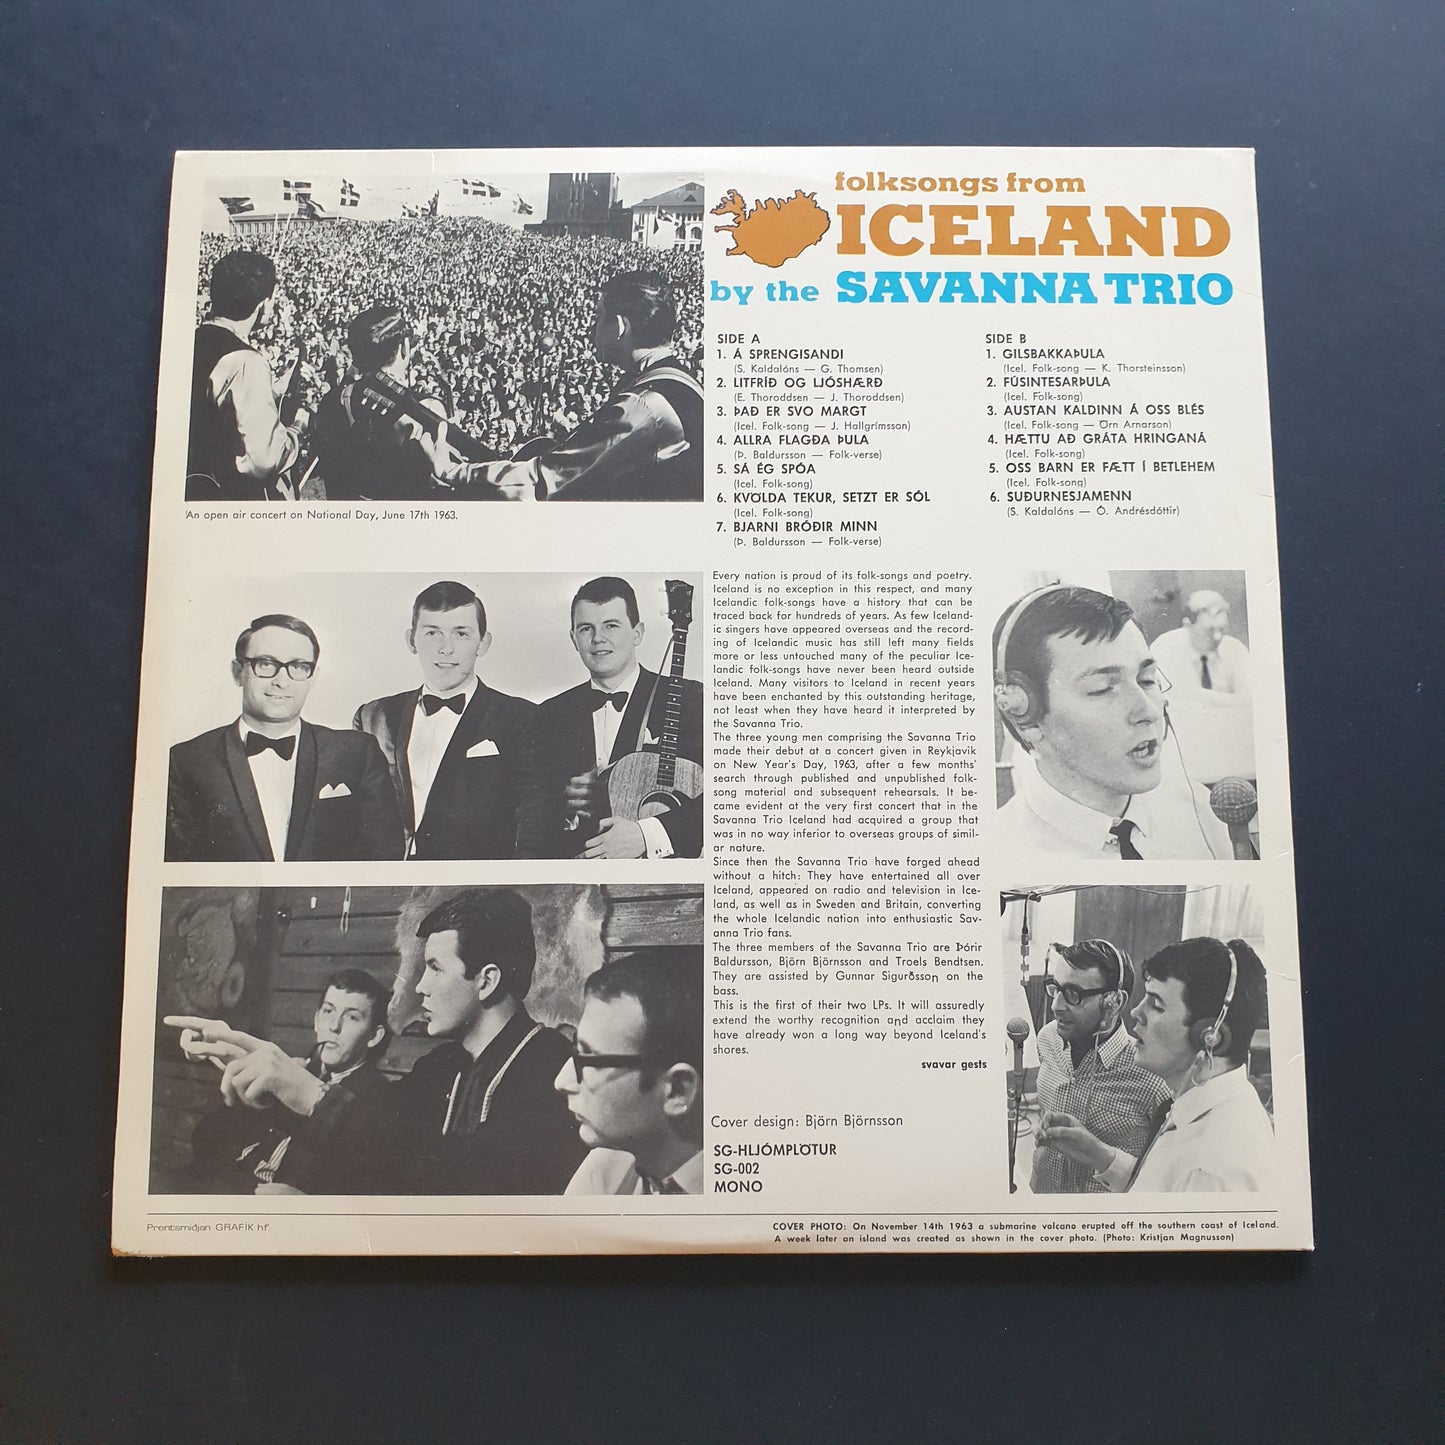 folksongs from
ICELAND
by the SAVANNA TRIO
SIDE A
1. Á SPRENGISANDI
(S. Kaldalóns — G. Thomsen)
2. LITFRÍÐ OG LJÓSHÆRÐ
(E. Thoroddsen — J. Thoroddsen)
3. ÞAÐ ER SVO MARGT
(Icel. Folk-song — J. Hallgrímsson)
4. ALLRA FLAGÐA ÞULA
(Þ. Baldursson — Folk-verse)
5. SÁ ÉG SPÓA
(Icel. Folk-song)
6. KVÖLDA TEKUR, SETZT ER SÓL
(Icel. Folk-song)
7. BJARNI BRÓÐIR MINN
(Þ. Baldursson — Folk-verse)
SIDE B
1. GILSBAKKAÞULA
(Icel. Folk-song — K. Thorsteinsson)
2. FÚSINTESARÞULA
(Icel. Folk-song)
3. AUSTAN KALDINN Á OSS BLÉS
(Icel. Folk-song — Örn Arnarson)
4. HÆTTU AÐ GRÁTA HRINGANÁ
(Icel. Folk-song)
5. OSS BARN ER FÆTT Í BETLEHEM
(Icel. Folk-song)
6. SUÐURNESJAMENN
(S. Kaldalóns — Ó. Andrésdóttir)
An open air concert on National Day, June 17th 1963.
Every nation is proud of its folk-songs and poetry.
Iceland is no exception in this respect, and many
Icelandic folk-songs have a history that can be
traced back for hundreds of years. As few Iceland-
ic singers have appeared overseas and the record-
ing of Icelandic music has still left many fields
more or less untouched many of the peculiar Ice-
landic folk-songs have never been heard outside
Iceland. Many visitors to Iceland in recent years
have been enchanted by this outstanding heritage,
not least when they have heard it interpreted by
the Savanna Trio.
The three young men comprising the Savanna Trio
made their debut at a concert given in Reykjavik
on New Year's Day, 1963, after a few months'
search through published and unpublished folk-
song material and subsequent rehearsals. It be-
came evident at the very first concert that in the
Savanna Trio Iceland had acquired a group that
was in no way inferior to overseas groups of simil-
ar nature.
Since then the Savanna Trio have forged ahead
without a hitch: They have entertained all over
Iceland, appeared on radio and television in Ice-
land, as well as in Sweden and Britain, converting
the whole Icelandic nation into enthusiastic Sav-
anna Trio fans.
The three members of the Savanna Trio are Þórir
Baldursson, Björn Björnsson and Troels Bendtsen.
They are assisted by Gunnar Sigurðsson on the
bass.
This is the first of their two LPs. It will assuredly
extend the worthy recognition and acclaim they
have already won a long way beyond Iceland's
shores.
svavar gests
Cover design: Björn Björnsson
SG-HLJÓMPLÖTUR
SG-002
MONO
Prentamiðjan GRAFÍK hf.
COVER PHOTO: On November 14th 1963 a submarine volcano erupted off the southern coast of Iceland.
A week later an island was created as shown in the cover photo. (Photo: Kristjan Magnusson)